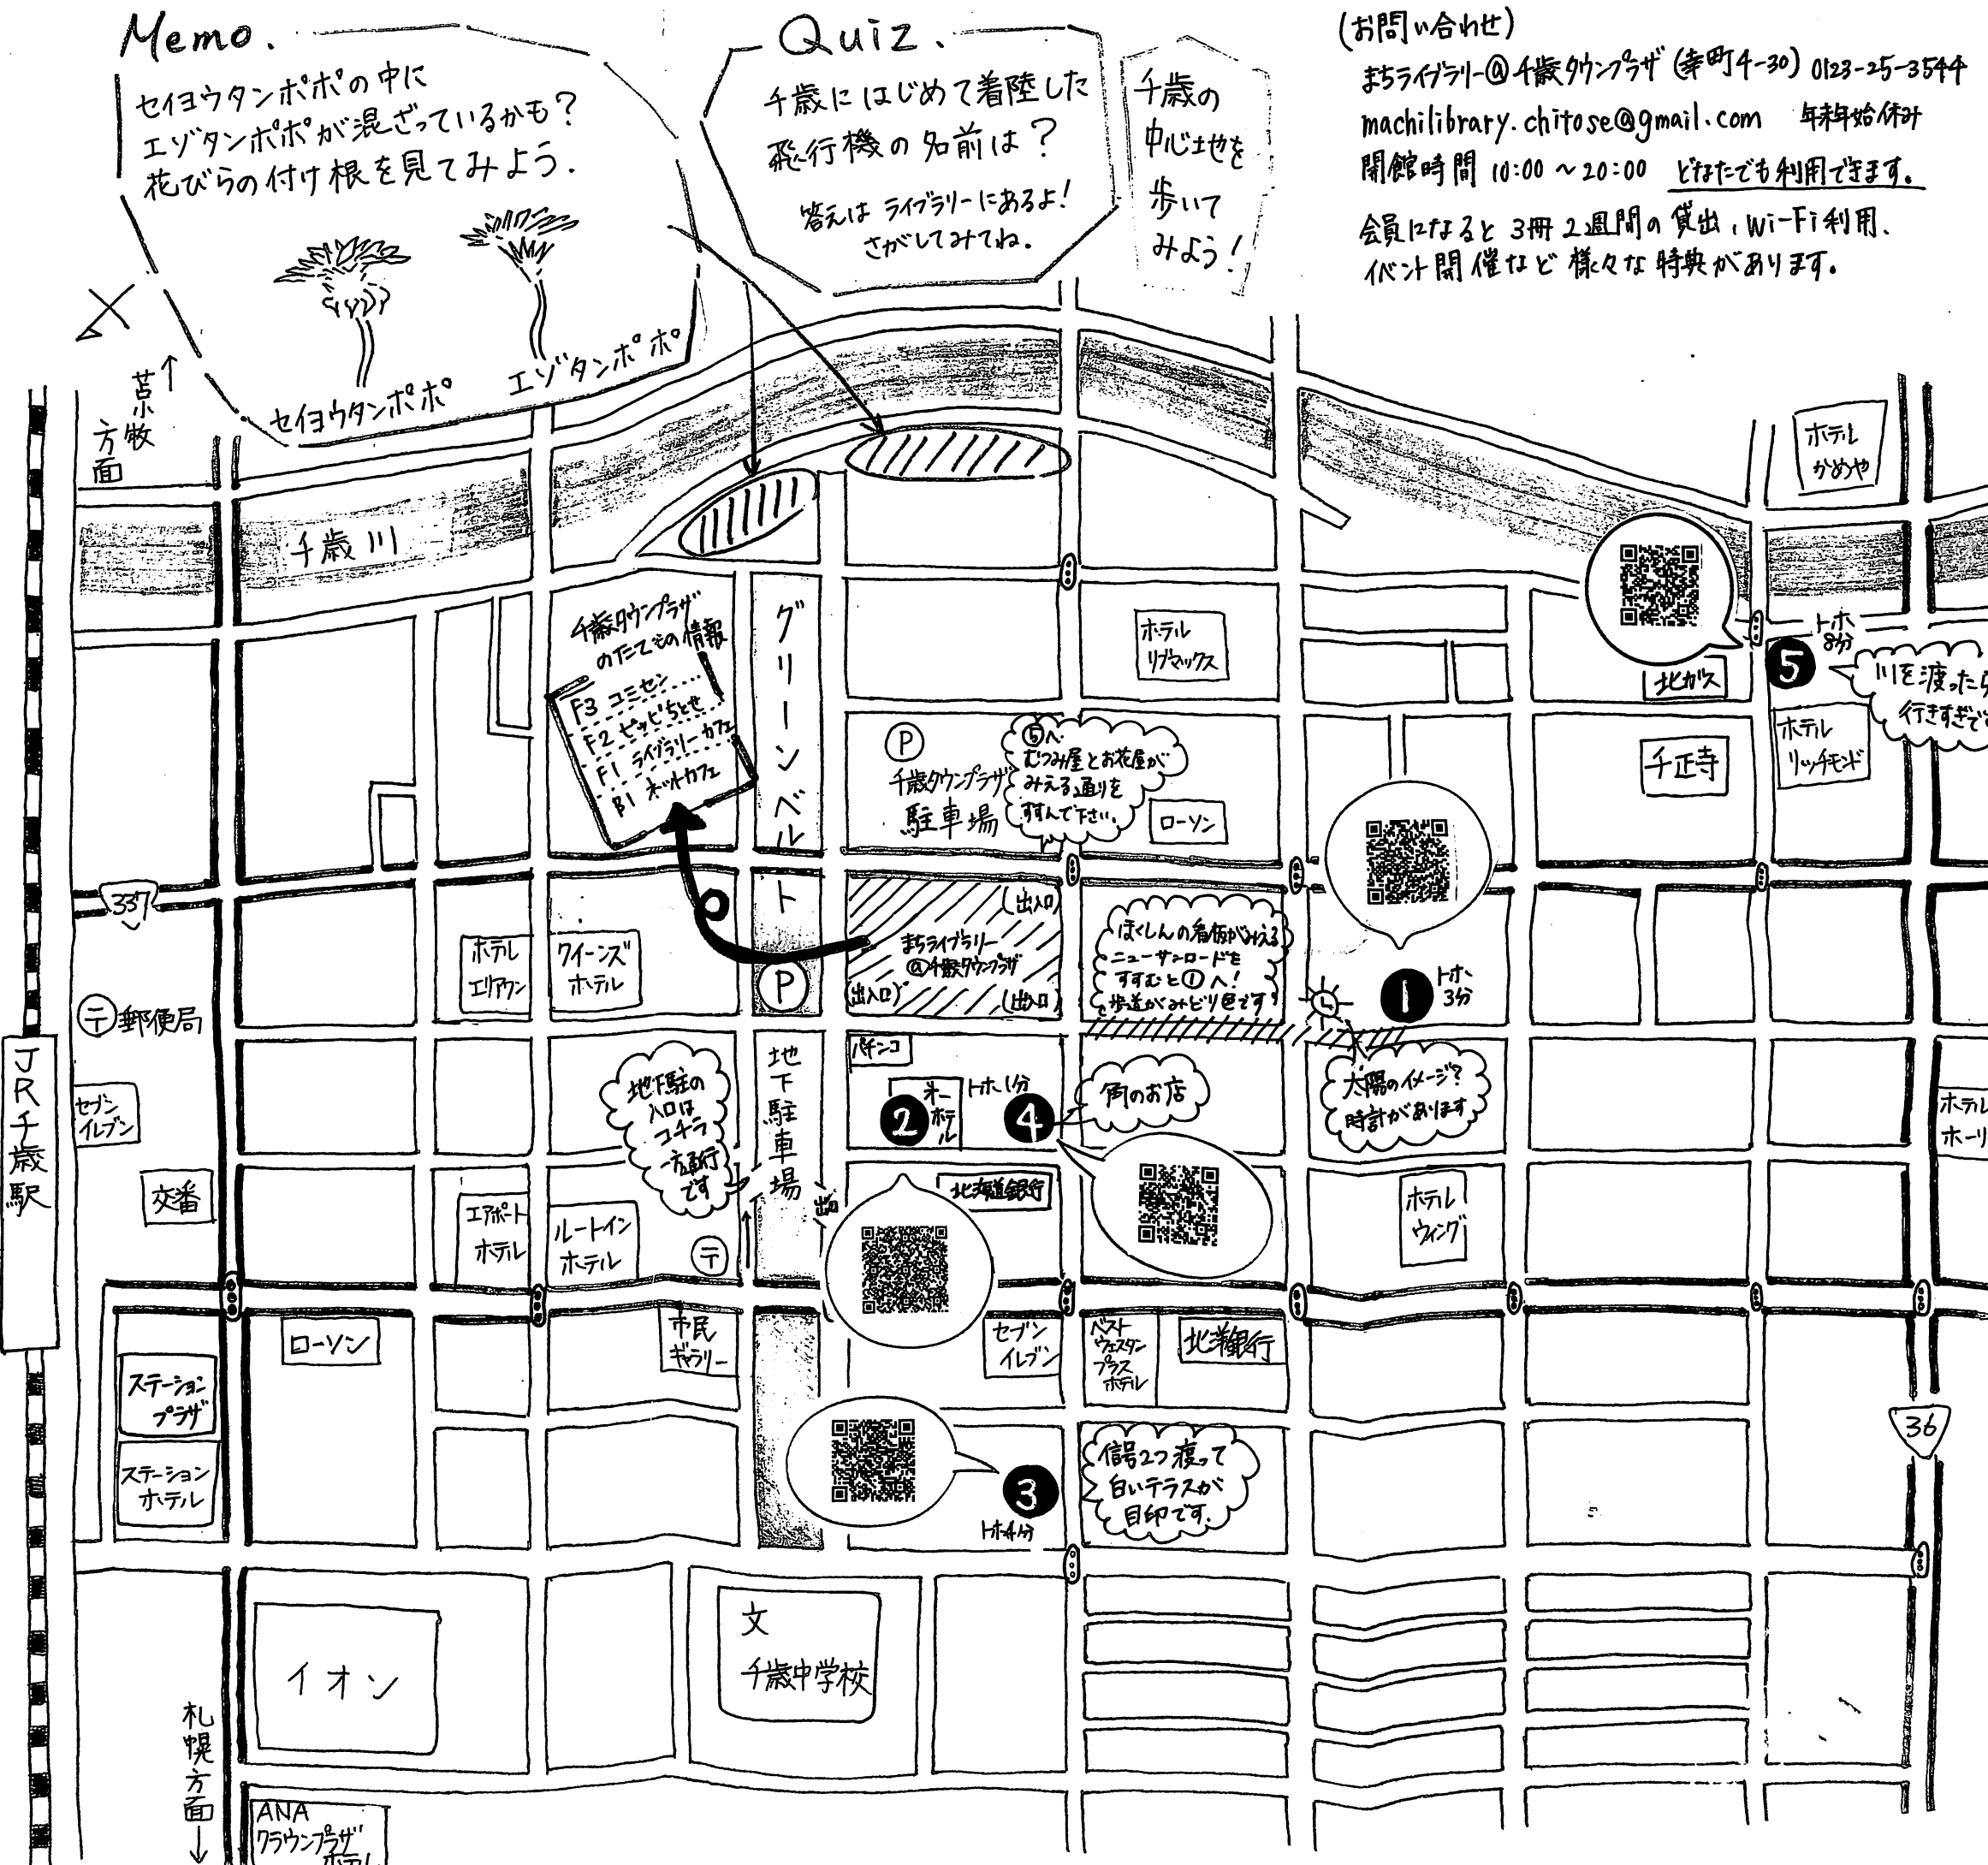 Memo.
セイヨウタンポポの中に
エゾタンポポが混ざっているかも?
花びらの付け根を見てみよう.
セイヨウタンポポ
エゾタンポポ
Quiz.
千歳にはじめて着陸した
飛行機の名前は?
答えはライブラリーにあるよ!
さがしてみてね.
千歳の
中心土地を
歩いて
みよう!
(お問い合わせ)
まちライブラリー@千歳タウンプラザ (幸町4-30) 0123-25-3544
machilibrary.chitose@gmail.com 年末年始休み
開館時間 10:00～20:00 どなたでも利用できます。
会員になると 3冊2週間の貸出、Wi-Fi利用、
イベント開催など様々な特典があります。
苫小牧
方面
千歳川
ホテル
かめや
千歳タウンプラザ
のたてもの情報
F3 コミセン
F2 ピッピちとせ
F1 ライブラリーカフェ
B1 ネットカフェ
グリーンベルト
ホテル
リブマックス
P
千歳タウンプラザ
駐車場
⑤へ
むつみ屋とお花屋が
みえる通りを
すすんで下さい.
ローソン
北ガス
トホ
8分
5
川を渡ったら
行きすぎです
千正寺
ホテル
リッチモンド
337
ホテル
エリアワン
クイーンズ
ホテル
P
(出入口)
まちライブラリー
@千歳タウンプラザ
(出入口)
(出入口)
ほくしんの看板がみえる
ニューサンロードを
すすむと①へ!
歩道がみどり色です
1
トホ
3分
〒郵便局
JR千歳駅
セブン
イレブン
交番
地下駐の
入口は
コチラ
一方通行
です
地下駐車場
出口
パチンコ
2
ホテル
トホ1分
4
角のお店
太陽のイメージ?
時計があります
ホテル
ホーリ
エアポート
ホテル
ルートイン
ホテル
〒
北海道銀行
ホテル
ウィング
ローソン
市民
ギャラリー
セブン
イレブン
ベスト
ウェスタン
プラス
ホテル
北洋銀行
ステーション
プラザ
ステーション
ホテル
3
トホ4分
信号2つ渡って
白いテラスが
目印です.
36
イオン
文
千歳中学校
札幌方面
ANA
クラウンプラザ
ホテル